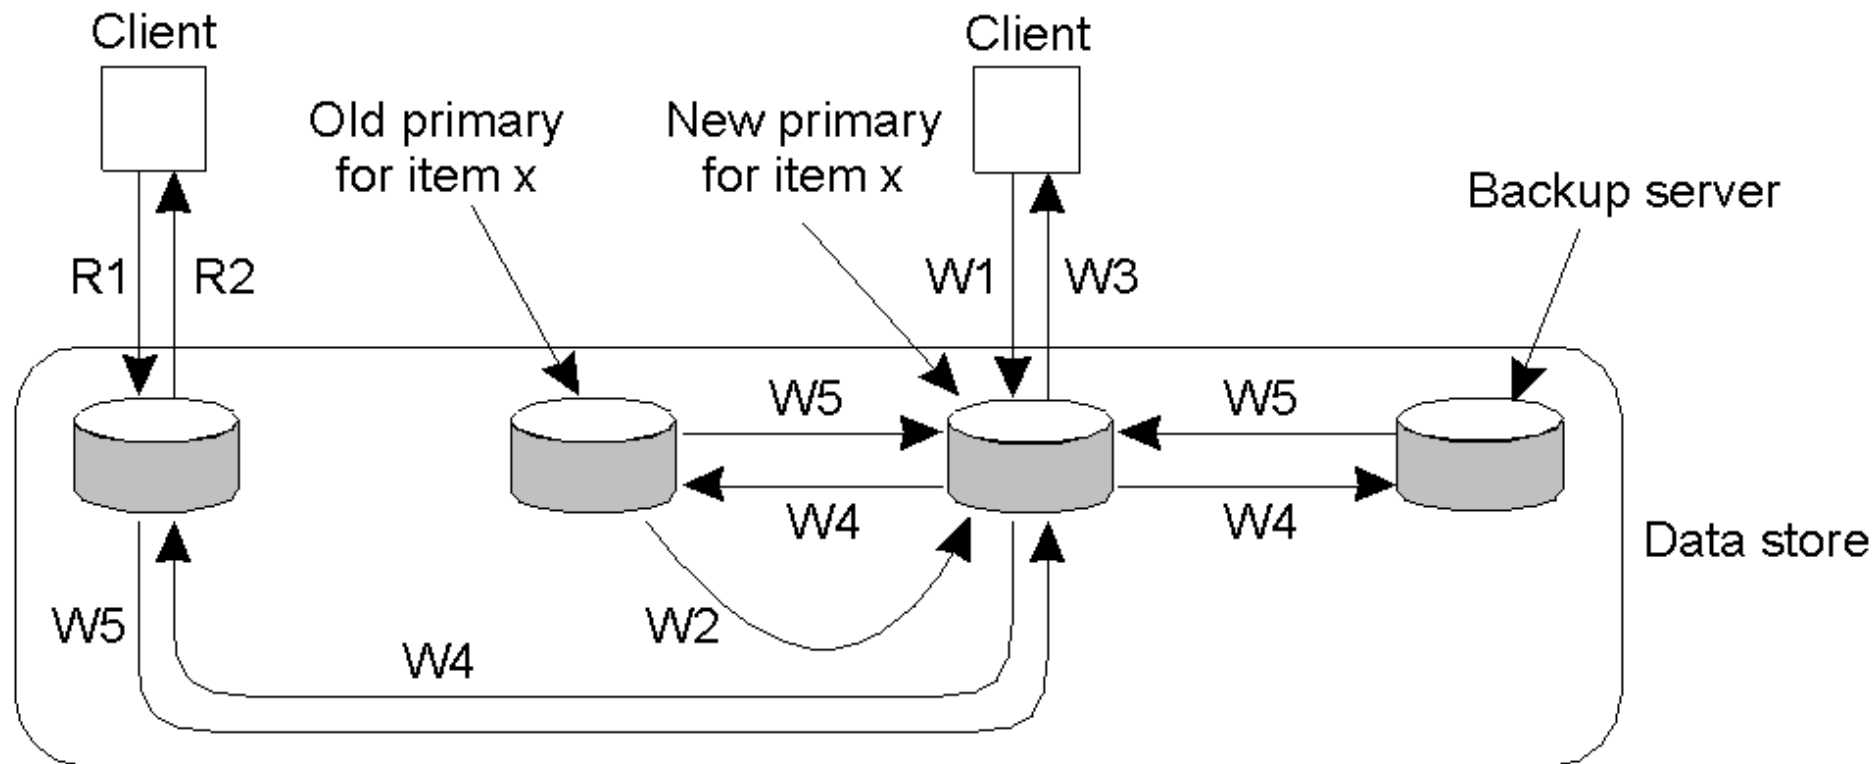 Client
Client
Old primary
for item x
New primary
for item x
Backup server
R1
R2
W1
W3
W5
W5
W4
W4
Data store
W5
W2
W4